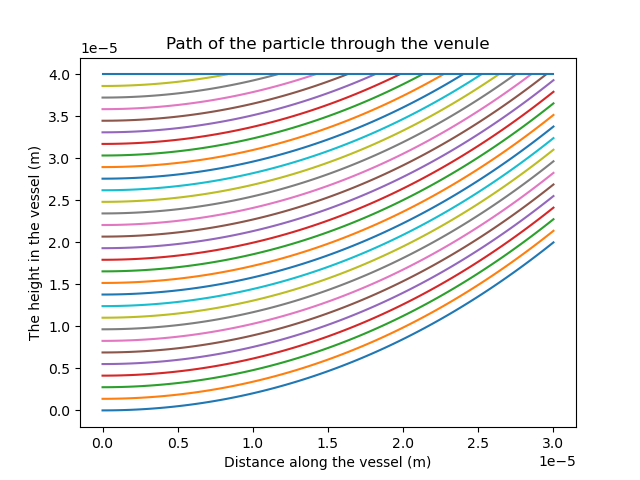 Path of the particle through the venule
1e−5
4.0
3.5
3.0
2.5
2.0
1.5
1.0
0.5
0.0
The height in the vessel (m)
0.0 0.5 1.0 1.5 2.0 2.5 3.0
Distance along the vessel (m)
1e−5